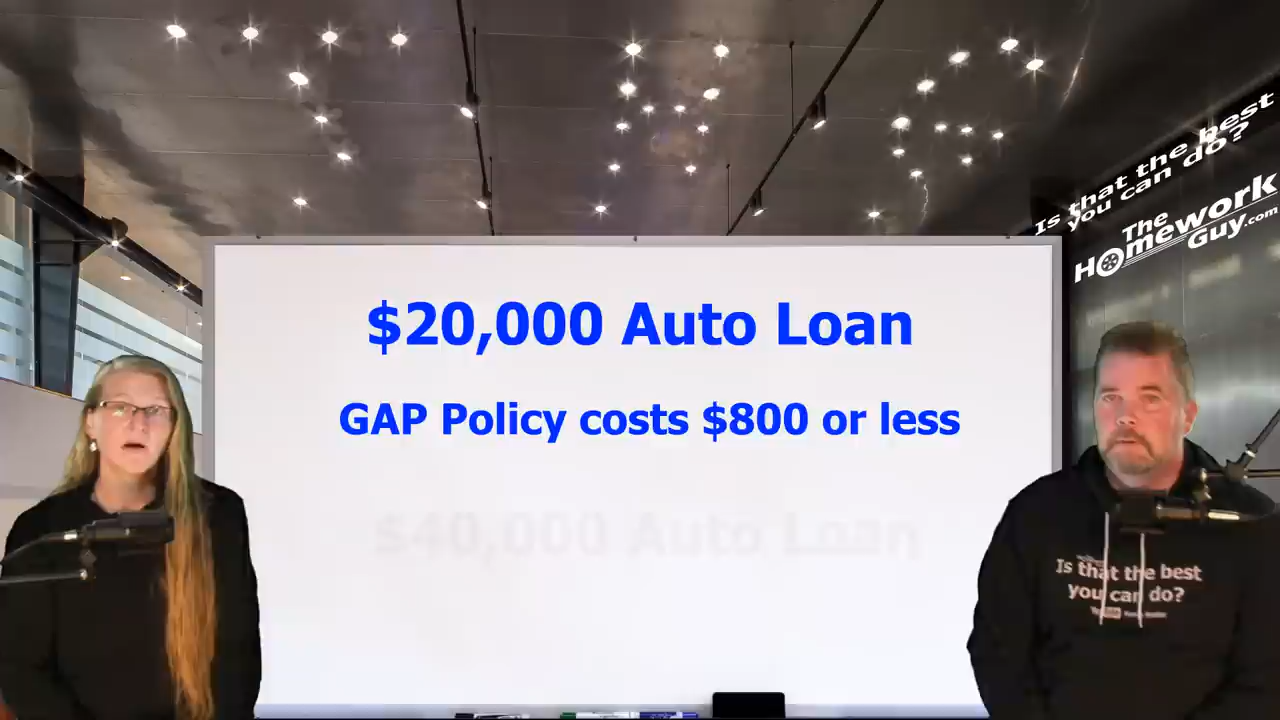 Is that the best
you can do?
The
Homework
Guy.com
$20,000 Auto Loan
GAP Policy costs $800 or less
$40,000 Auto Loan
Is that the best
you can do?